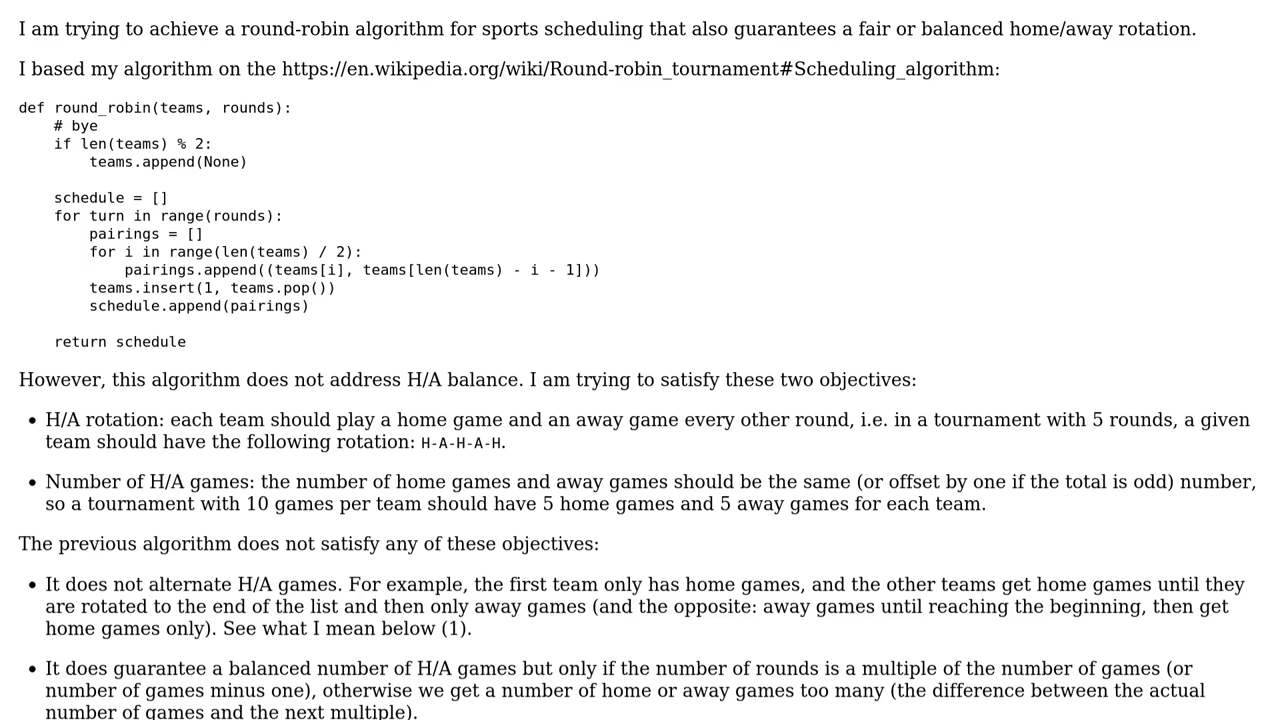 I am trying to achieve a round-robin algorithm for sports scheduling that also guarantees a fair or balanced home/away rotation.
I based my algorithm on the https://en.wikipedia.org/wiki/Round-robin_tournament#Scheduling_algorithm:
def round_robin(teams, rounds):
    # bye
    if len(teams) % 2:
        teams.append(None)
    schedule = []
    for turn in range(rounds):
        pairings = []
        for i in range(len(teams) / 2):
            pairings.append((teams[i], teams[len(teams) - i - 1]))
        teams.insert(1, teams.pop())
        schedule.append(pairings)
    return schedule
However, this algorithm does not address H/A balance. I am trying to satisfy these two objectives:
• H/A rotation: each team should play a home game and an away game every other round, i.e. in a tournament with 5 rounds, a given
team should have the following rotation: H-A-H-A-H.
• Number of H/A games: the number of home games and away games should be the same (or offset by one if the total is odd) number,
so a tournament with 10 games per team should have 5 home games and 5 away games for each team.
The previous algorithm does not satisfy any of these objectives:
• It does not alternate H/A games. For example, the first team only has home games, and the other teams get home games until they
are rotated to the end of the list and then only away games (and the opposite: away games until reaching the beginning, then get
home games only). See what I mean below (1).
• It does guarantee a balanced number of H/A games but only if the number of rounds is a multiple of the number of games (or
number of games minus one), otherwise we get a number of home or away games too many (the difference between the actual
number of games and the next multiple).